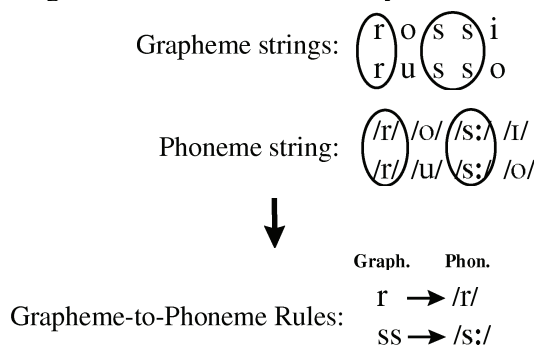 Grapheme strings: r o s s i
r u s s o
Phoneme string: /r/ /o/ /s:/ /ɪ/
/r/ /u/ /s:/ /o/
Graph. Phon.
r → /r/
Grapheme-to-Phoneme Rules:
ss → /s:/